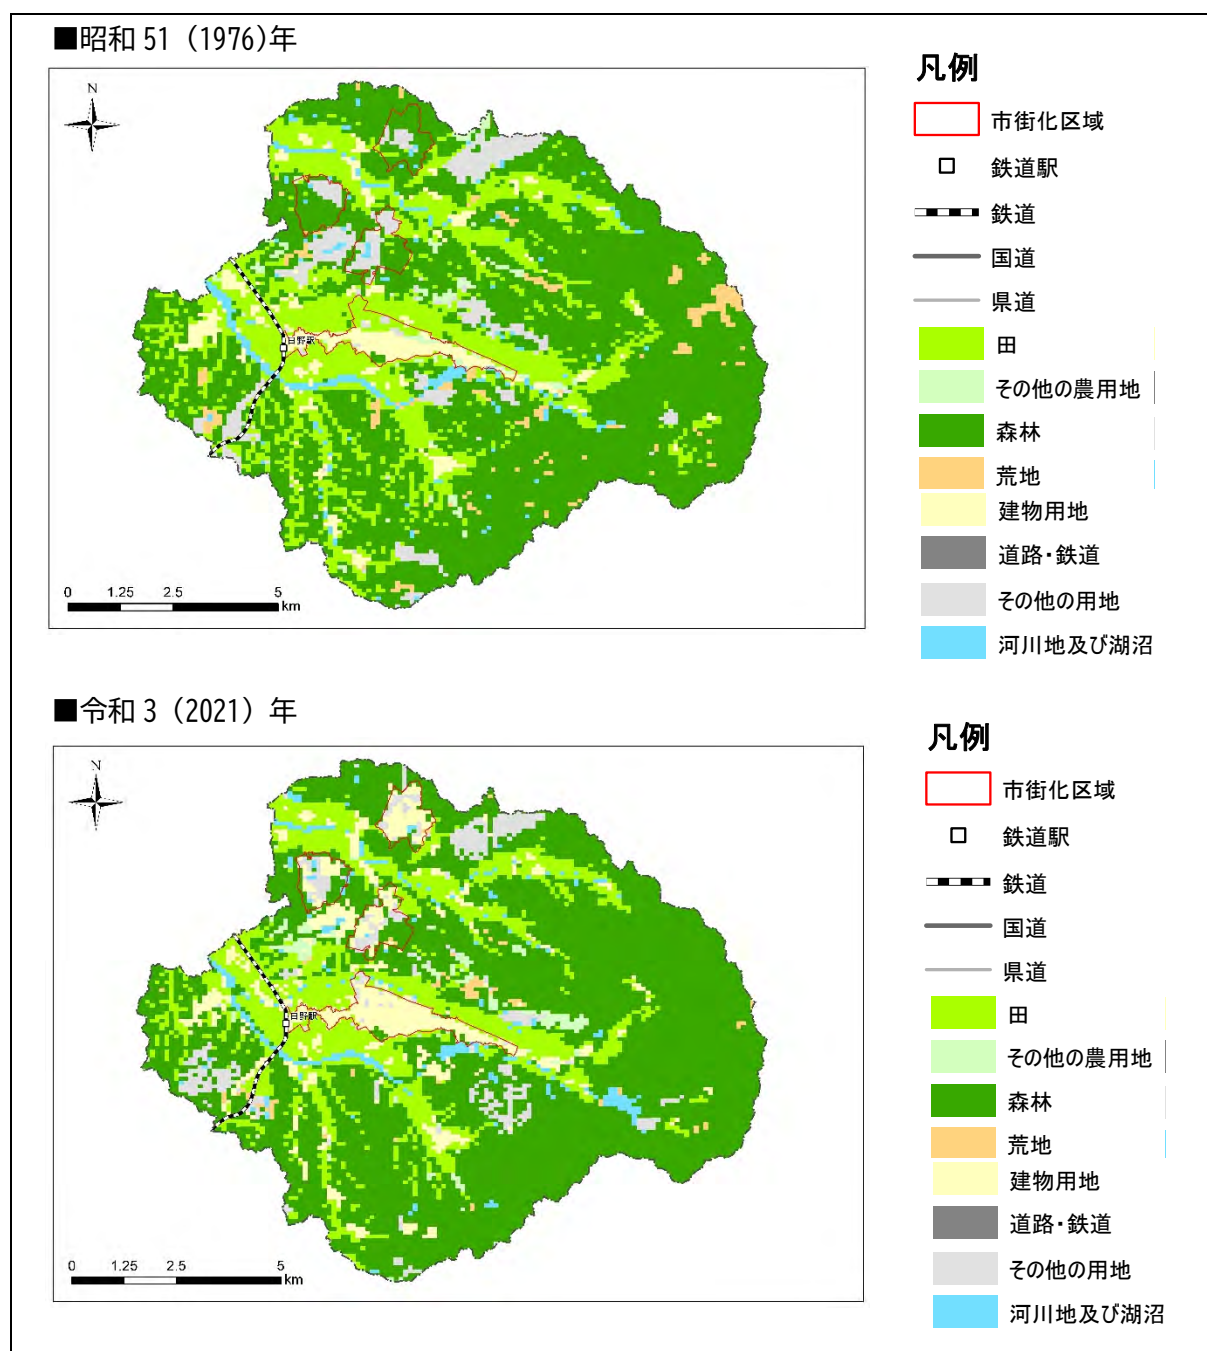 ■昭和 51（1976)年
N
日野駅
0 1.25 2.5 5
km
凡例
市街化区域
鉄道駅
鉄道
国道
県道
田
その他の農用地
森林
荒地
建物用地
道路・鉄道
その他の用地
河川地及び湖沼
■令和 3（2021）年
N
日野駅
0 1.25 2.5 5
km
凡例
市街化区域
鉄道駅
鉄道
国道
県道
田
その他の農用地
森林
荒地
建物用地
道路・鉄道
その他の用地
河川地及び湖沼